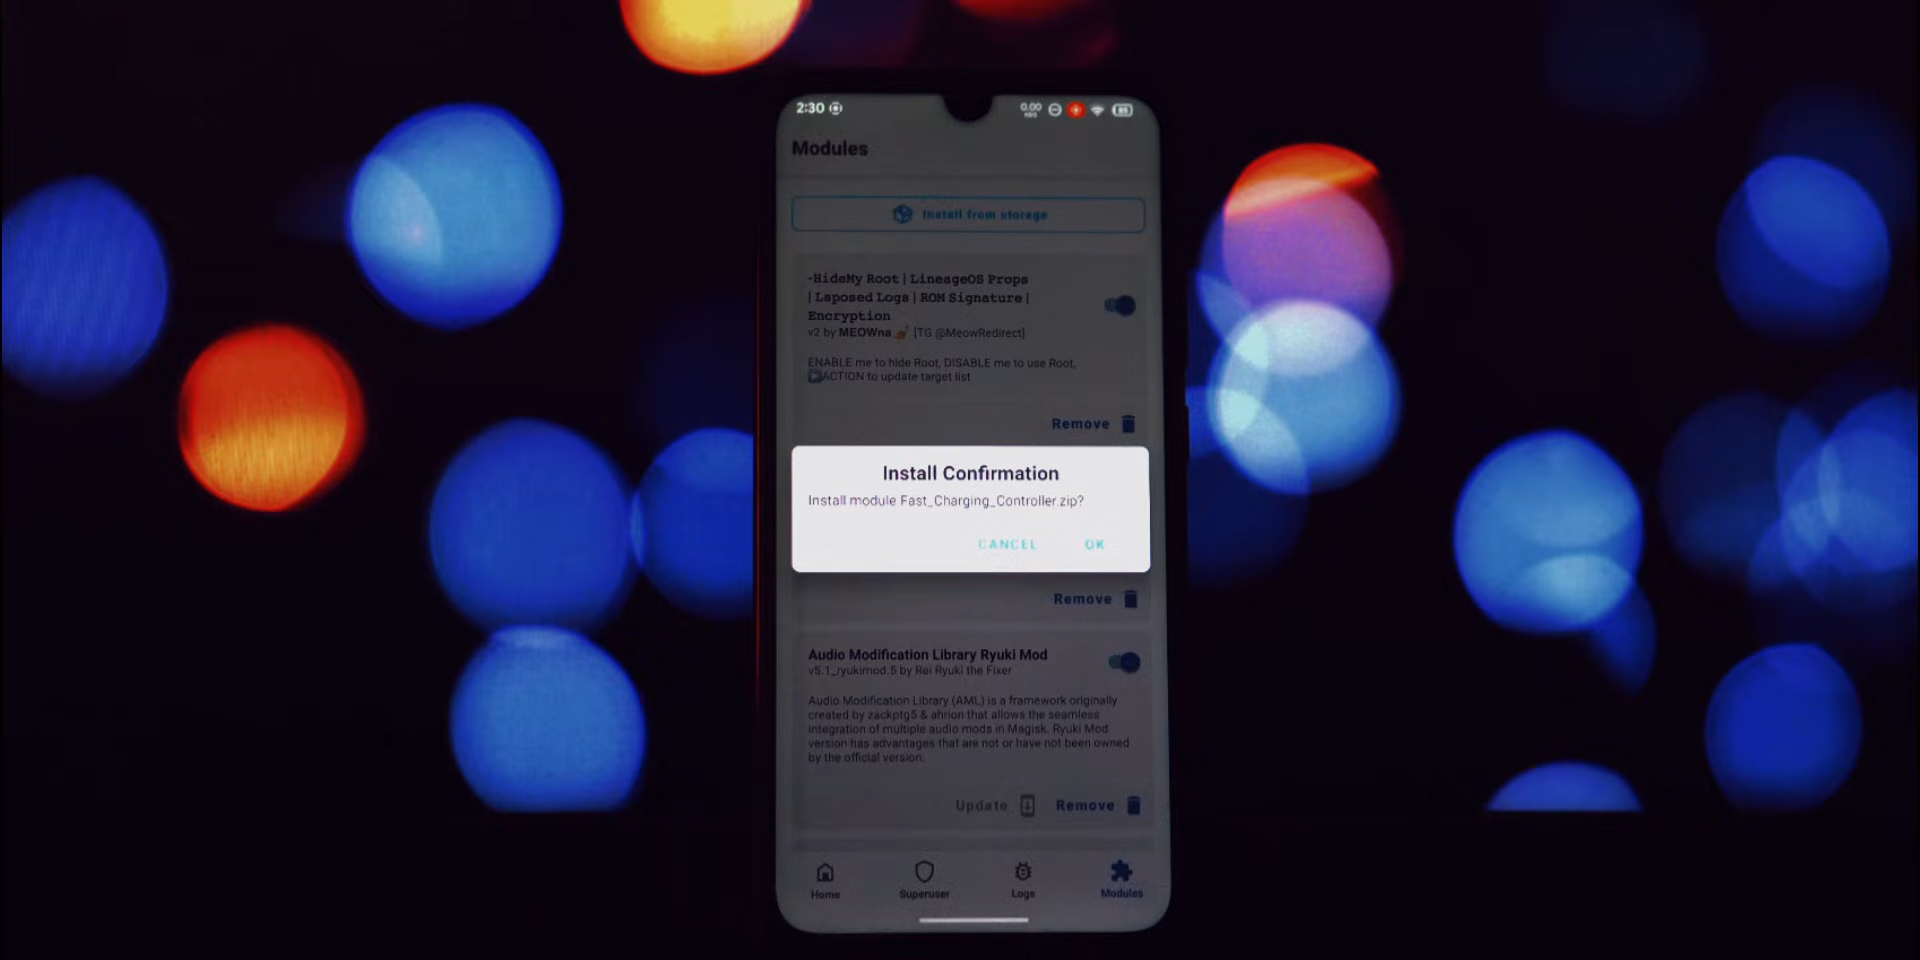 2:30
0.00
85
Modules
Install from storage
-HideMy Root | LineageOS Props
| Lsposed Logs | ROM Signature |
Encryption
v2 by MEOWna [TG @MeowRedirect]
ENABLE me to hide Root, DISABLE me to use Root,
ACTION to update target list
Remove
Install Confirmation
Install module Fast_Charging_Controller.zip?
CANCEL OK
Remove
Audio Modification Library Ryuki Mod
v5.1_ryukimod.5 by Rei Ryuki the Fixer
Audio Modification Library (AML) is a framework originally
created by zackptg5 & ahrion that allows the seamless
integration of multiple audio mods in Magisk. Ryuki Mod
version has advantages that are not or have not been owned
by the official version.
Update Remove
Home Superuser Logs Modules